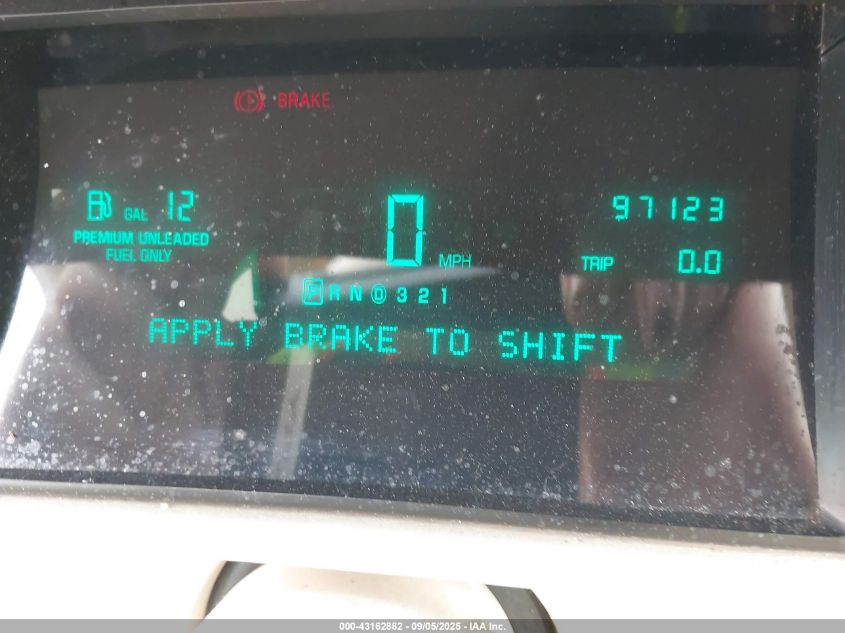 BRAKE
GAL 12
PREMIUM UNLEADED
FUEL ONLY
0 MPH
97123
TRIP 0.0
P R N D 3 2 1
APPLY BRAKE TO SHIFT
000-43162882 - 09/05/2025 - IAA Inc.